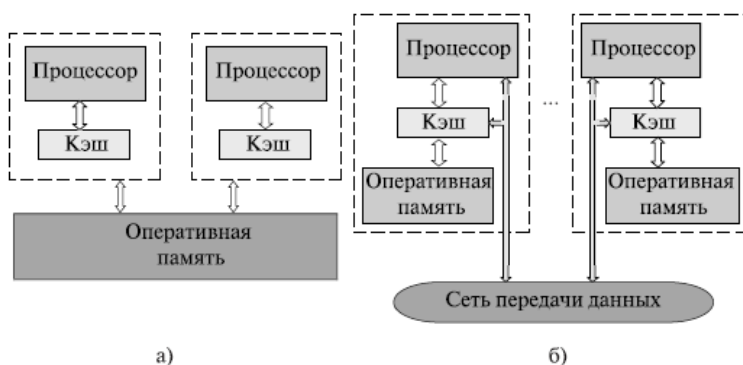 Процессор
Процессор
Кэш
Кэш
Оперативная
память
а)
Процессор
...
Процессор
Кэш
Кэш
Оперативная
память
Оперативная
память
Сеть передачи данных
б)